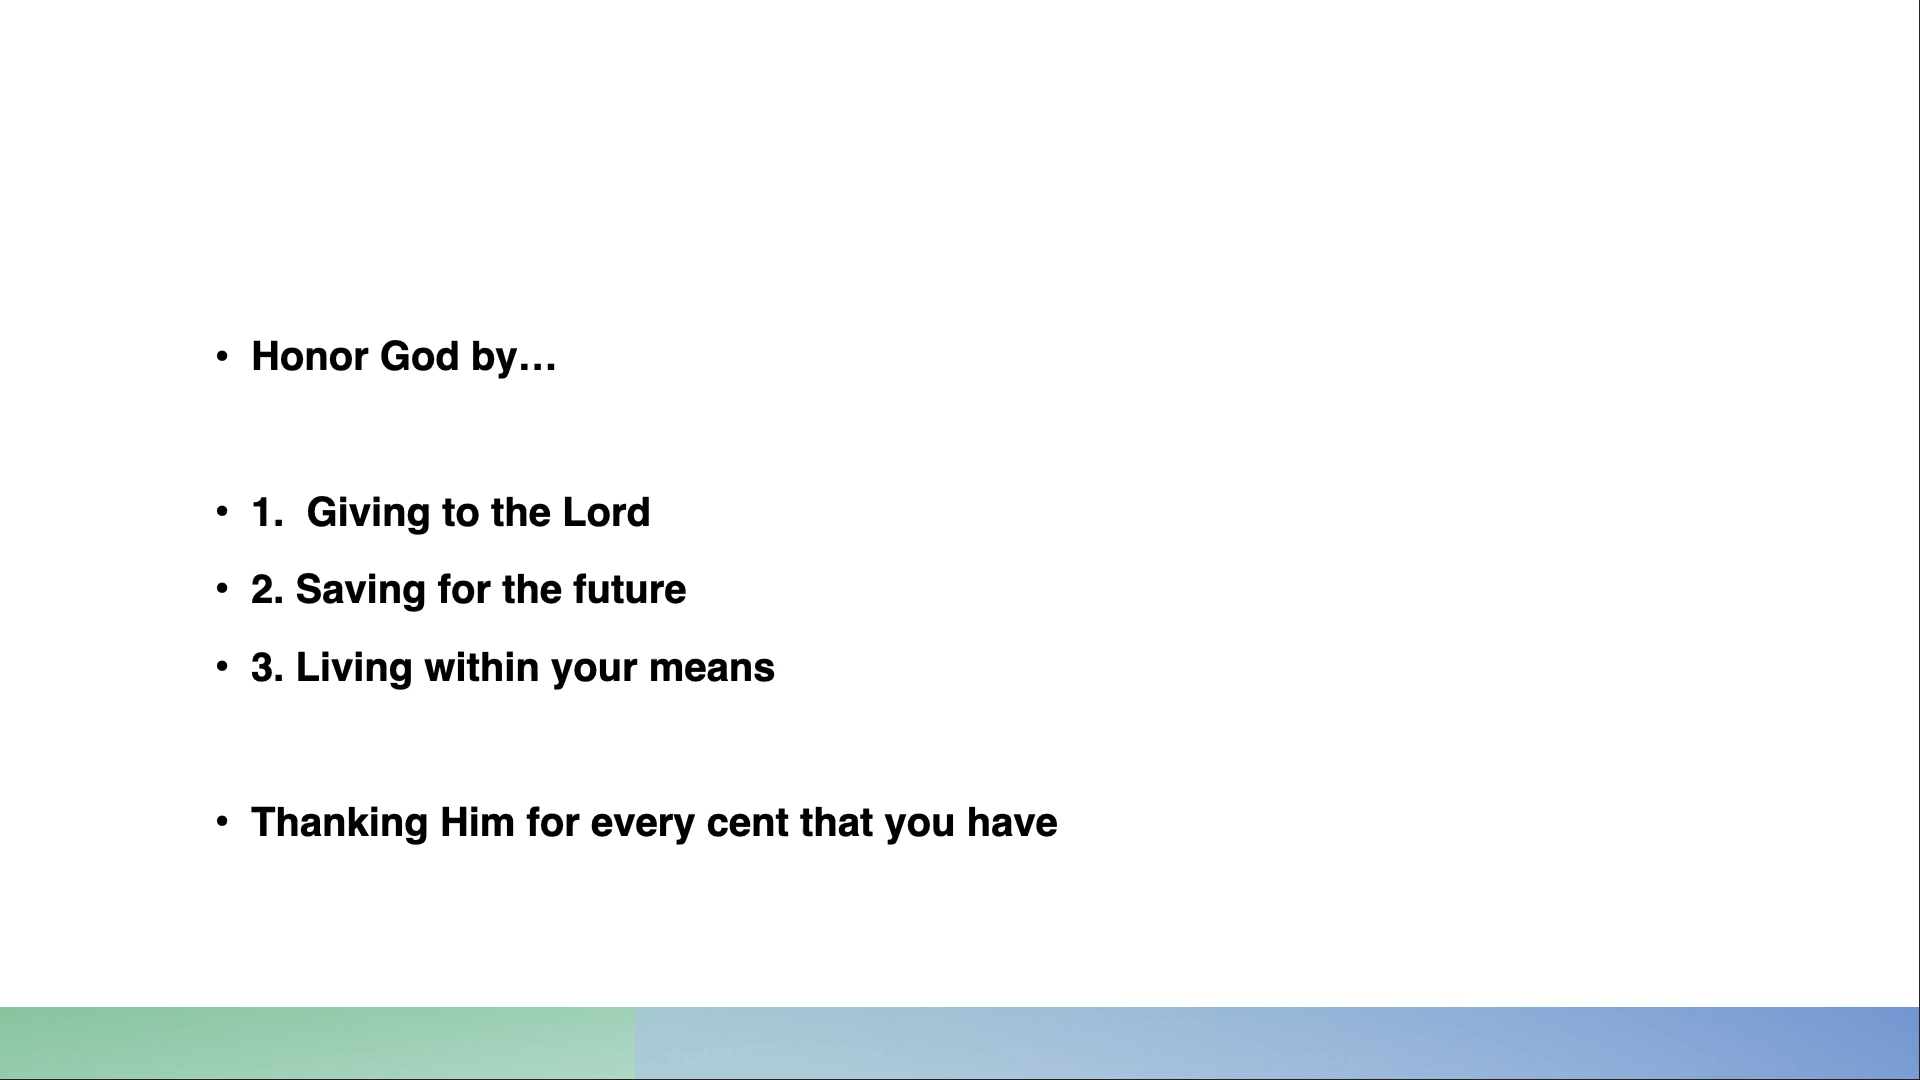 • Honor God by…
• 1.  Giving to the Lord
• 2. Saving for the future
• 3. Living within your means
• Thanking Him for every cent that you have